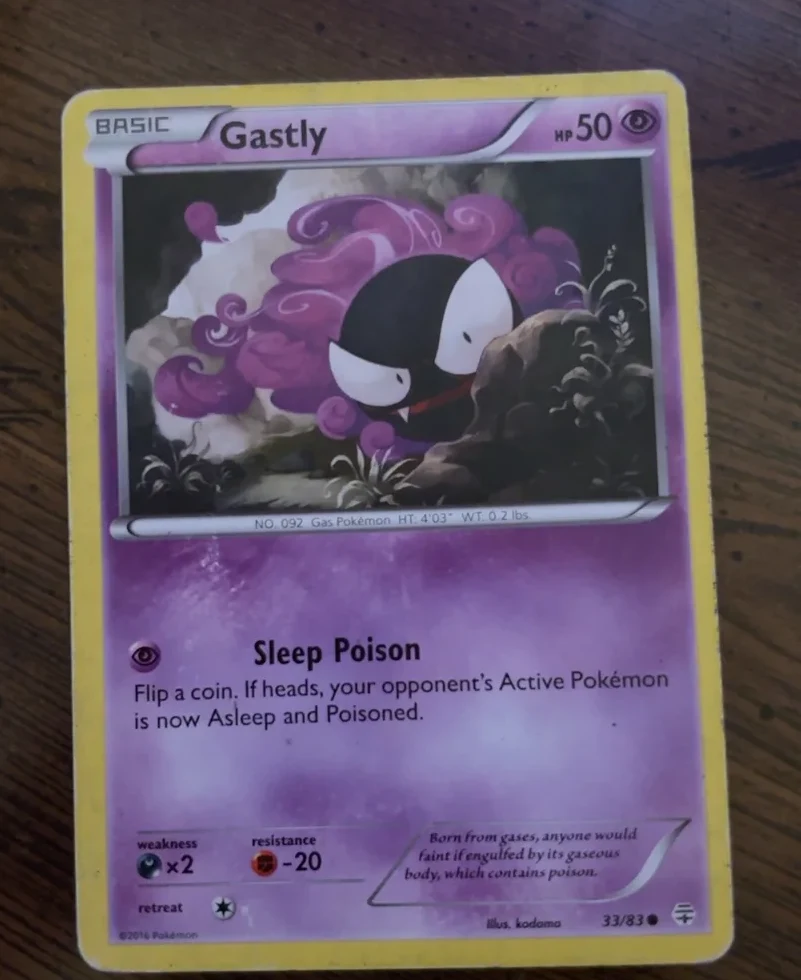 BASIC Gastly HP 50
NO. 092 Gas Pokémon HT: 4'03" WT: 0.2 lbs.
Sleep Poison
Flip a coin. If heads, your opponent's Active Pokémon
is now Asleep and Poisoned.
weakness resistance
×2 -20
retreat
Born from gases, anyone would
faint if engulfed by its gaseous
body, which contains poison.
Illus. kodama 33/83
©2016 Pokémon